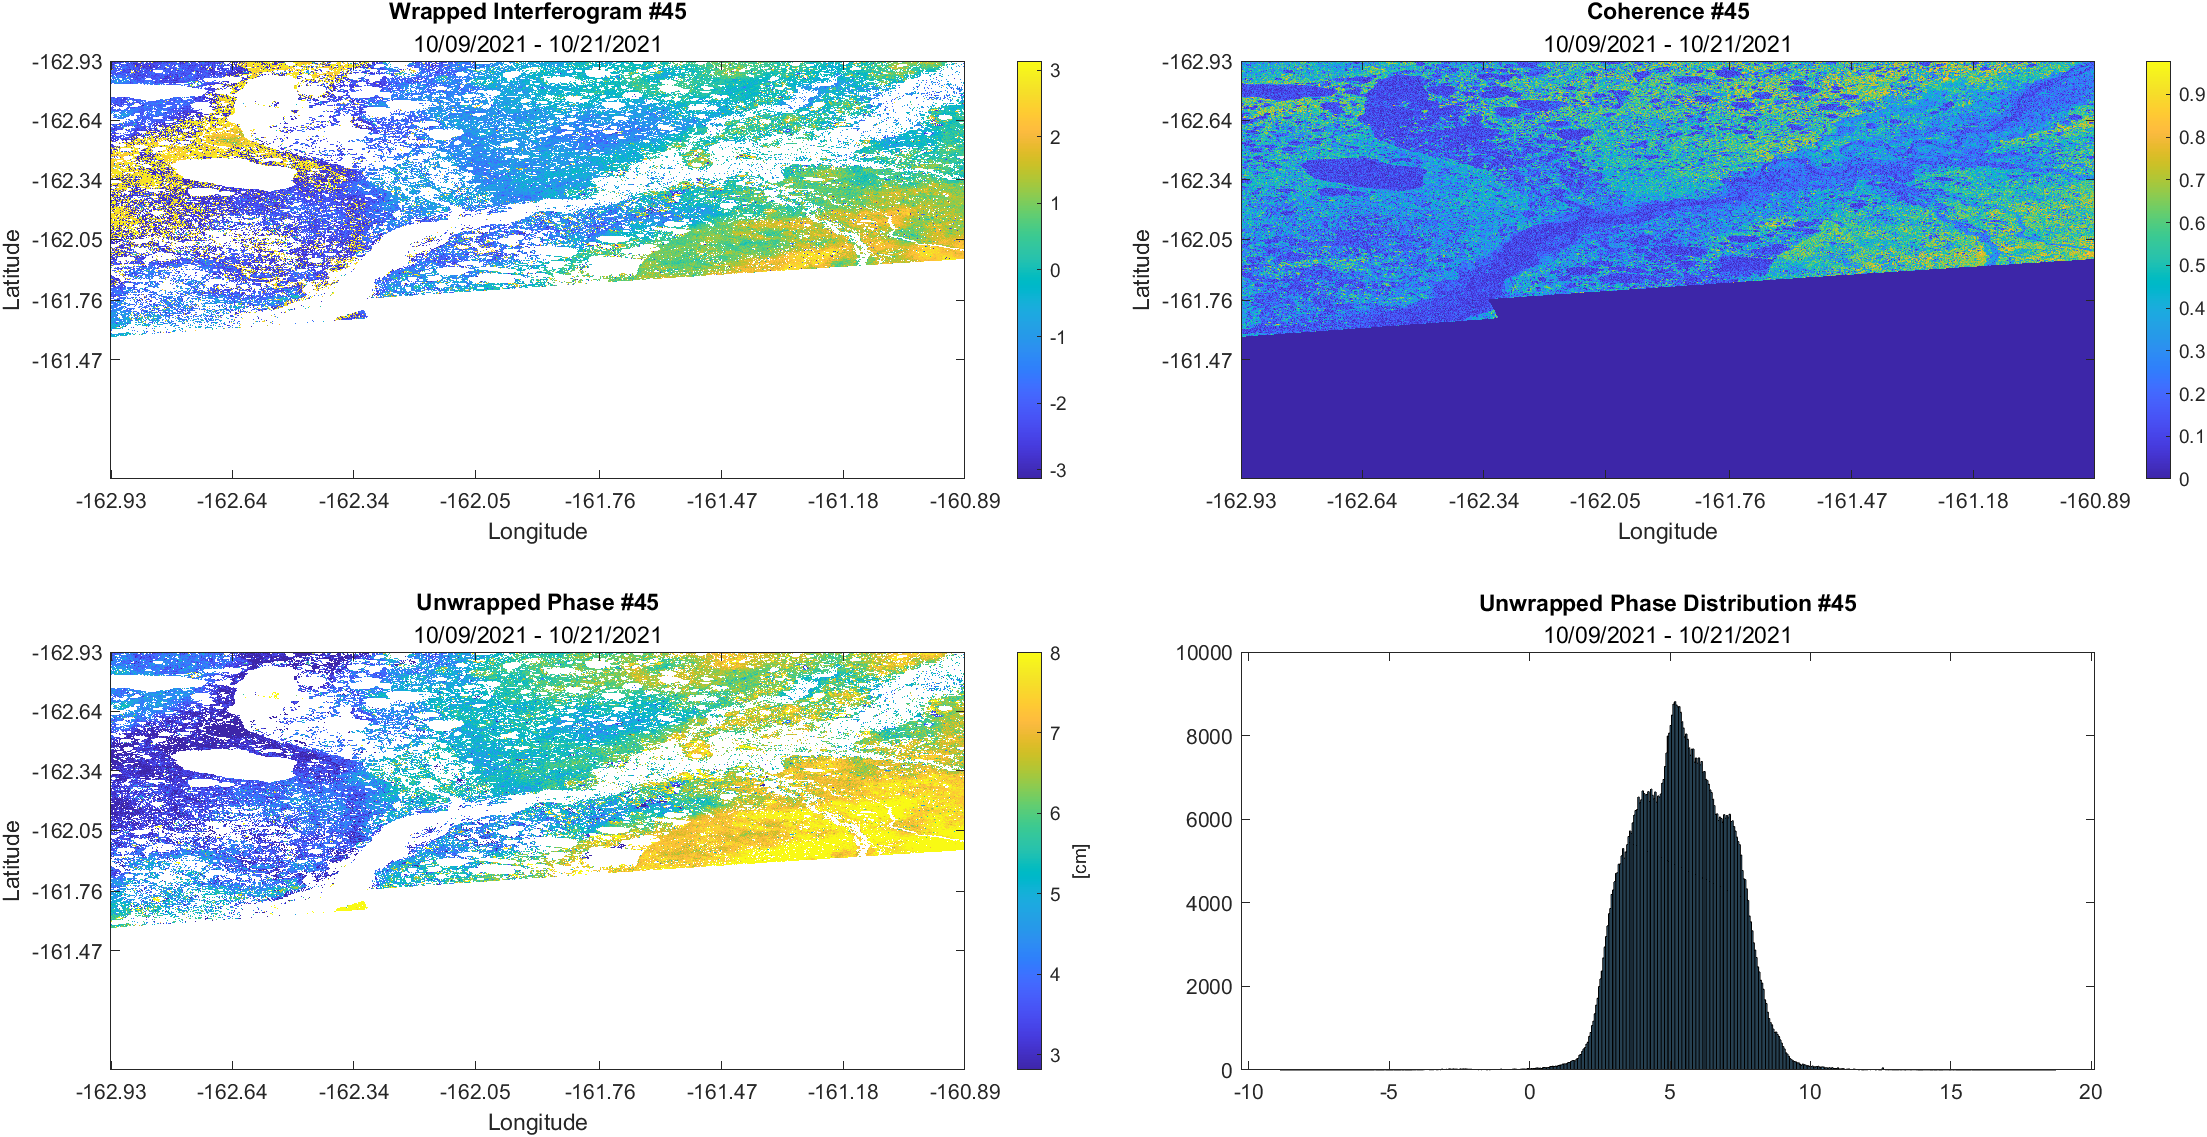 Wrapped Interferogram #45
10/09/2021 - 10/21/2021
-162.93
-162.64
-162.34
-162.05
-161.76
-161.47
Latitude
-162.93 -162.64 -162.34 -162.05 -161.76 -161.47 -161.18 -160.89
Longitude
3
2
1
0
-1
-2
-3
Coherence #45
10/09/2021 - 10/21/2021
-162.93
-162.64
-162.34
-162.05
-161.76
-161.47
Latitude
-162.93 -162.64 -162.34 -162.05 -161.76 -161.47 -161.18 -160.89
Longitude
0.9
0.8
0.7
0.6
0.5
0.4
0.3
0.2
0.1
0
Unwrapped Phase #45
10/09/2021 - 10/21/2021
-162.93
-162.64
-162.34
-162.05
-161.76
-161.47
Latitude
-162.93 -162.64 -162.34 -162.05 -161.76 -161.47 -161.18 -160.89
Longitude
8
7
6
5
4
3
[cm]
Unwrapped Phase Distribution #45
10/09/2021 - 10/21/2021
10000
8000
6000
4000
2000
0
-10 -5 0 5 10 15 20